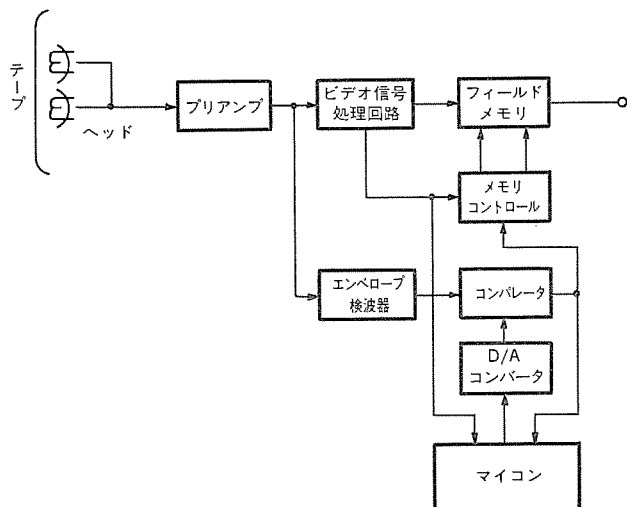 テープ
ヘッド
プリアンプ
ビデオ信号
処理回路
フィールド
メモリ
メモリ
コントロール
エンベロープ
検波器
コンパレータ
D/A
コンバータ
マイコン